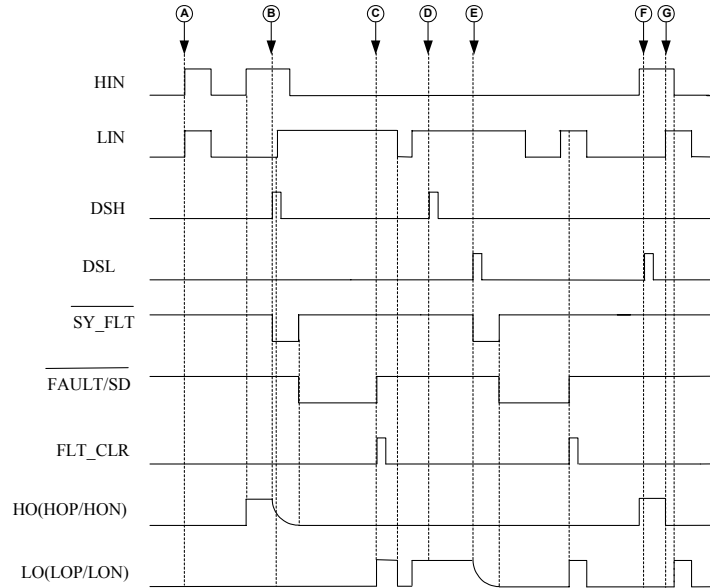 A B C D E F G
HIN
LIN
DSH
DSL
SY_FLT
FAULT/SD
FLT_CLR
HO(HOP/HON)
LO(LOP/LON)